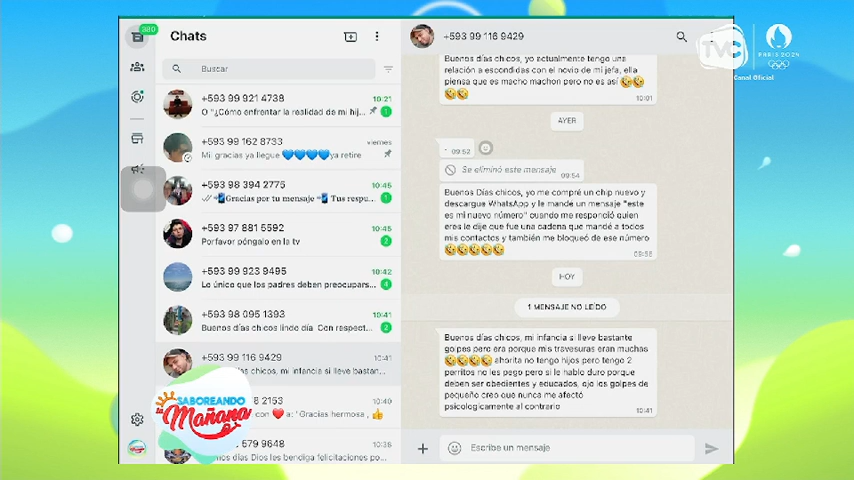 380
Chats
Buscar
+593 99 921 4738
10:21
O "¿Cómo enfrentar la realidad de mi hij...
1
+593 99 162 8733
viernes
Mi: gracias ya llegue 💙💙💙💙ya retire
+593 98 394 2775
10:45
Gracias por tu mensaje 📲 Tus respu...
1
+593 97 881 5592
10:45
Porfavor póngalo en la tv
2
+593 99 923 9495
10:42
Lo único que los padres deben preocupars...
4
+593 98 095 1393
10:41
Buenos días chicos lindo día. Con respect...
2
+593 99 116 9429
10:41
días chicos, mi infancia si lleve bastan...
8 2153
10:40
con ❤️ a: "Gracias hermosa , 👍
579 9648
10:38
días Dios les bendiga felicitaciones po...
SABOREANDO
Mañana
+593 99 116 9429
Buenos días chicos, yo actualmente tengo una
relación a escondidas con el novio de mi jefa, ella
piensa que es macho machon pero no es así 🤣🤣
🤣🤣
10:01
AYER
09:52
Se eliminó este mensaje
09:54
Buenos Días chicos, yo me compré un chip nuevo y
descargue WhatsApp y le mandé un mensaje "este
es mi nuevo número" cuando me respondió quien
eres le dije que fue una cadena que mandé a todos
mis contactos y también me bloqueó de ese número
🤣🤣🤣🤣🤣
09:56
HOY
1 MENSAJE NO LEÍDO
Buenos días chicos, mi infancia si lleve bastante
golpes pero era porque mis travesuras eran muchas
🤣🤣🤣🤣 ahorita no tengo hijos pero tengo 2
perritos no les pego pero si le hablo duro porque
deben ser obedientes y educados, ojo los golpes de
pequeño creo que nunca me afectó
psicologicamente al contrario
10:41
Escribe un mensaje
TVC
PARIS 2024
Canal Oficial